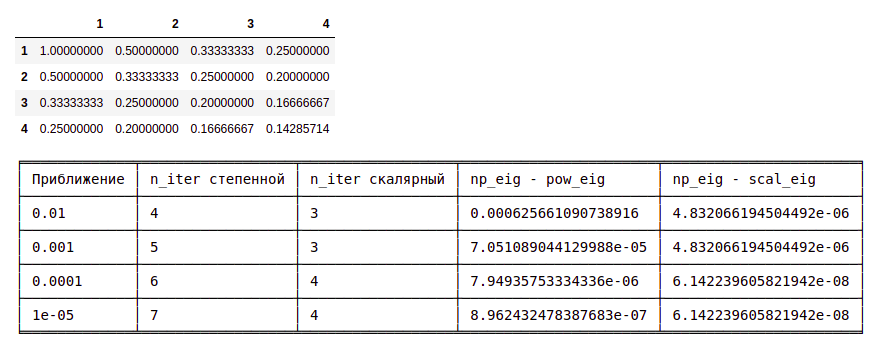 1 2 3 4
1 1.00000000 0.50000000 0.33333333 0.25000000
2 0.50000000 0.33333333 0.25000000 0.20000000
3 0.33333333 0.25000000 0.20000000 0.16666667
4 0.25000000 0.20000000 0.16666667 0.14285714
Приближение n_iter степенной n_iter скалярный np_eig - pow_eig np_eig - scal_eig
0.01 4 3 0.000625661090738916 4.832066194504492e-06
0.001 5 3 7.051089044129988e-05 4.832066194504492e-06
0.0001 6 4 7.94935753334336e-06 6.142239605821942e-08
1e-05 7 4 8.962432478387683e-07 6.142239605821942e-08